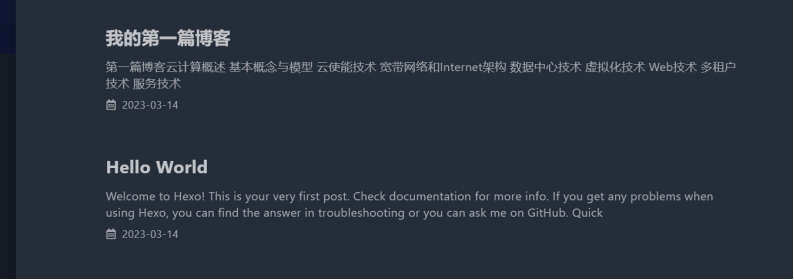 我的第一篇博客
第一篇博客云计算概述 基本概念与模型 云使能技术 宽带网络和Internet架构 数据中心技术 虚拟化技术 Web技术 多租户
技术 服务技术
2023-03-14
Hello World
Welcome to Hexo! This is your very first post. Check documentation for more info. If you get any problems when
using Hexo, you can find the answer in troubleshooting or you can ask me on GitHub. Quick
2023-03-14